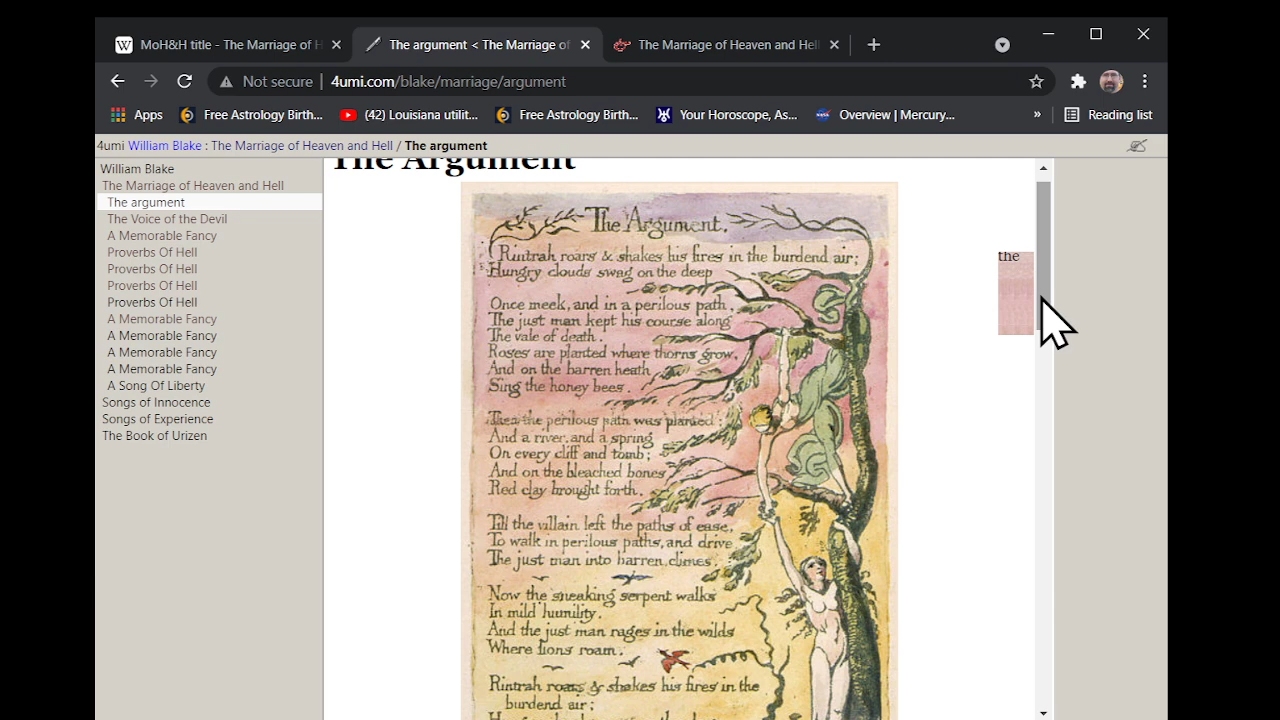 MoH&H title - The Marriage of H
The argument < The Marriage of
The Marriage of Heaven and Hell
Not secure
4umi.com/blake/marriage/argument
Apps
Free Astrology Birth...
(42) Louisiana utilit...
Free Astrology Birth...
Your Horoscope, As...
Overview | Mercury...
»
Reading list
4umi William Blake : The Marriage of Heaven and Hell / The argument
William Blake
The Marriage of Heaven and Hell
The argument
The Voice of the Devil
A Memorable Fancy
Proverbs Of Hell
Proverbs Of Hell
Proverbs Of Hell
Proverbs Of Hell
A Memorable Fancy
A Memorable Fancy
A Memorable Fancy
A Memorable Fancy
A Song Of Liberty
Songs of Innocence
Songs of Experience
The Book of Urizen
The Argument
The Argument.
Rintrah roars & shakes his fires in the burdend air;
Hungry clouds swag on the deep
Once meek, and in a perilous path,
The just man kept his course along
The vale of death.
Roses are planted where thorns grow,
And on the barren heath
Sing the honey bees.
Then the perilous path was planted:
And a river, and a spring
On every cliff and tomb;
And on the bleached bones
Red clay brought forth.
Till the villain left the paths of ease,
To walk in perilous paths, and drive
The just man into barren climes.
Now the sneaking serpent walks
In mild humility.
And the just man rages in the wilds
Where lions roam.
Rintrah roars & shakes his fires in the
burdend air;
the